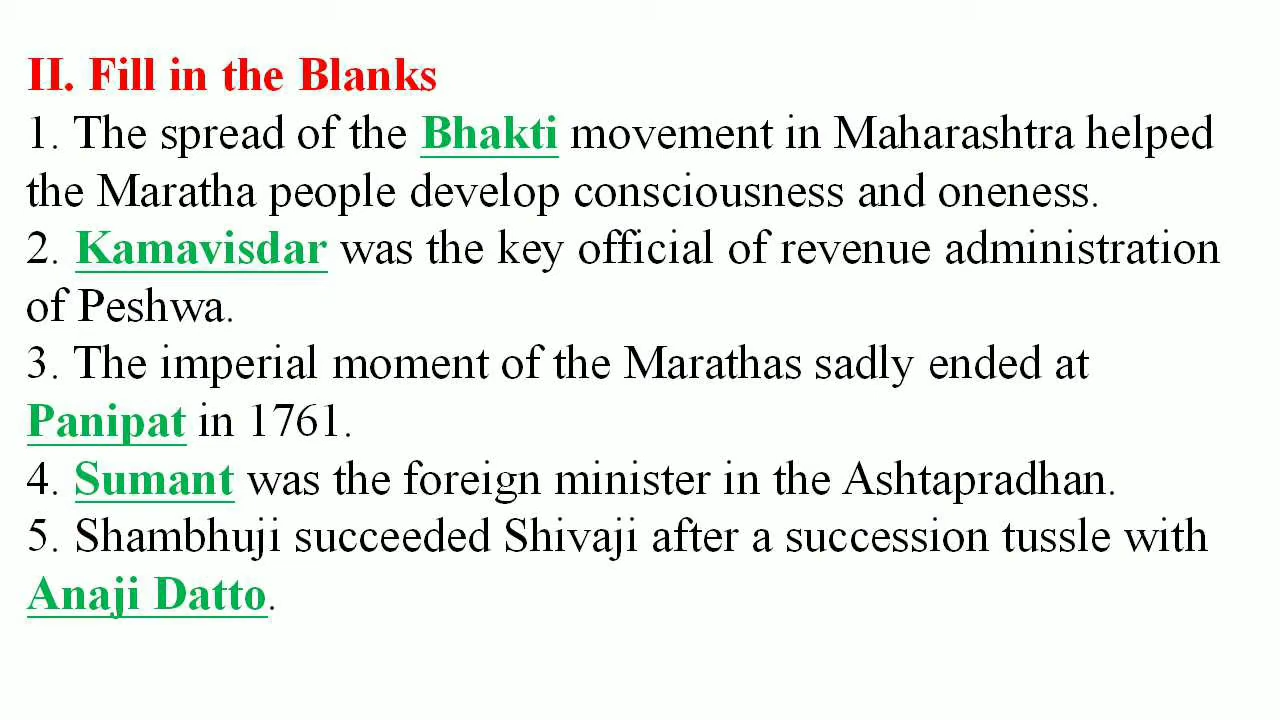 II. Fill in the Blanks
1. The spread of the Bhakti movement in Maharashtra helped
the Maratha people develop consciousness and oneness.
2. Kamavisdar was the key official of revenue administration
of Peshwa.
3. The imperial moment of the Marathas sadly ended at
Panipat in 1761.
4. Sumant was the foreign minister in the Ashtapradhan.
5. Shambhuji succeeded Shivaji after a succession tussle with
Anaji Datto.